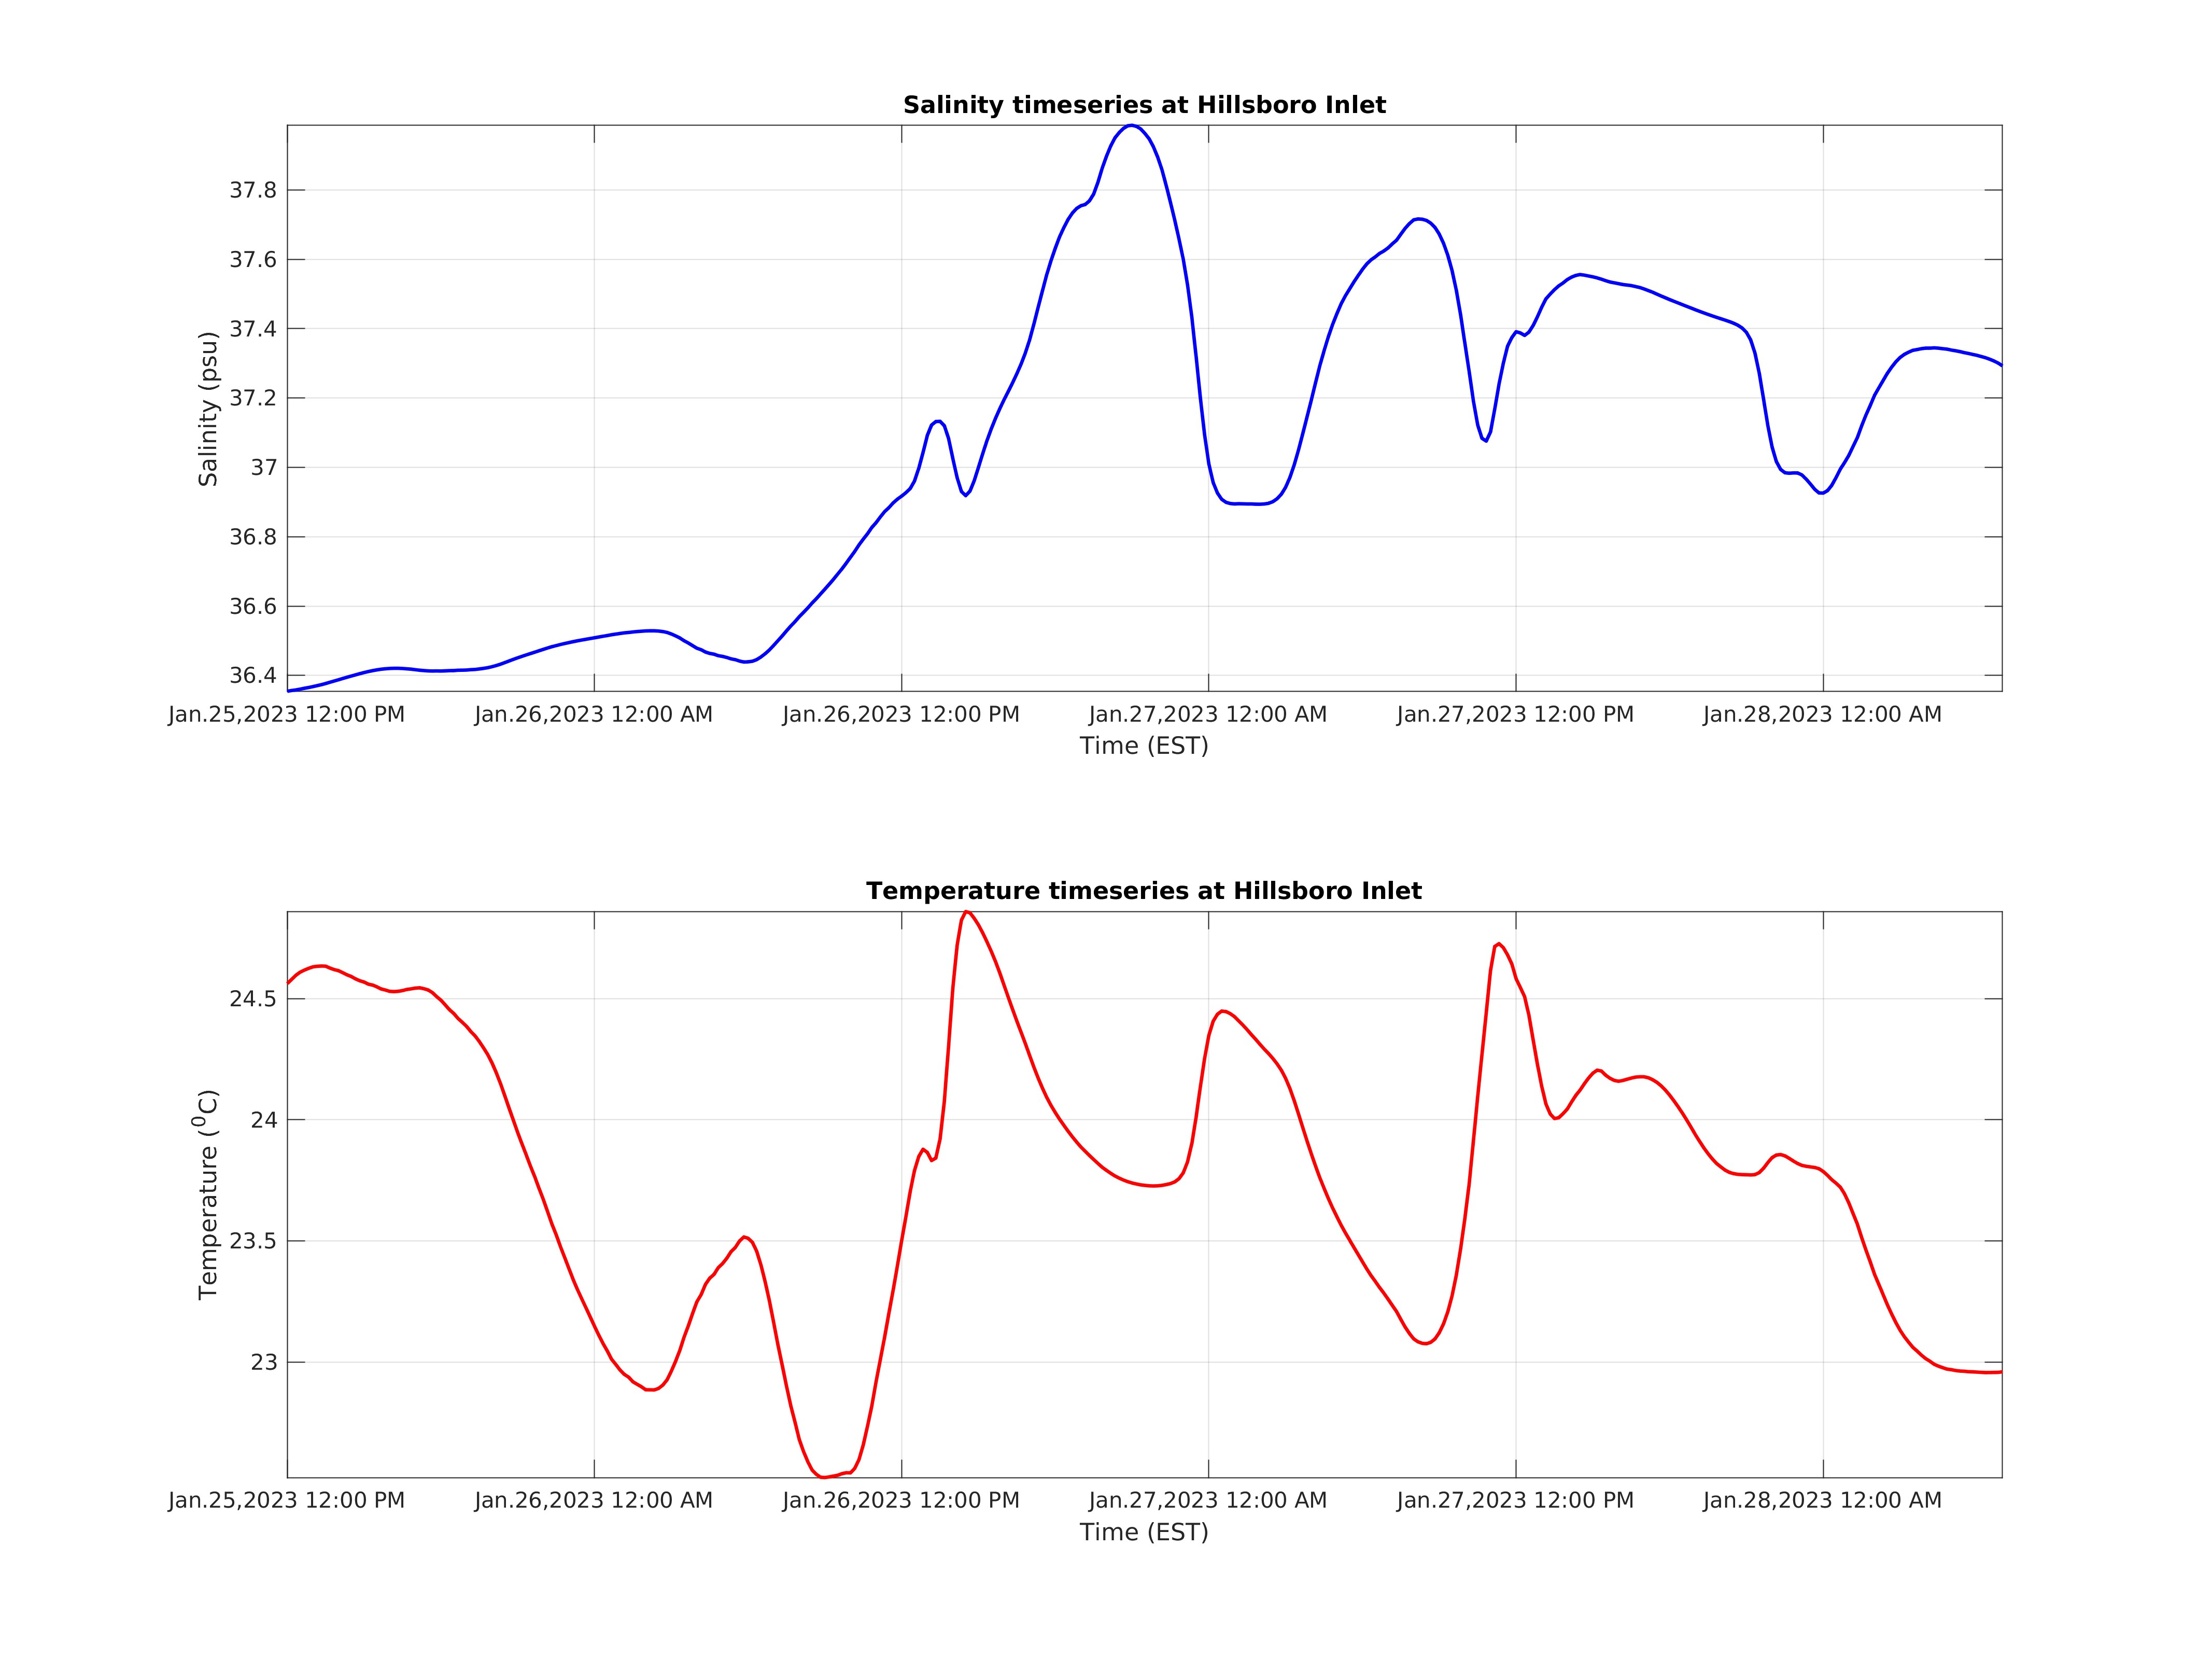 Salinity timeseries at Hillsboro Inlet
37.8
37.6
37.4
37.2
37
36.8
36.6
36.4
Salinity (psu)
Jan.25,2023 12:00 PM Jan.26,2023 12:00 AM Jan.26,2023 12:00 PM Jan.27,2023 12:00 AM Jan.27,2023 12:00 PM Jan.28,2023 12:00 AM
Time (EST)
Temperature timeseries at Hillsboro Inlet
24.5
24
23.5
23
Temperature (⁰C)
Jan.25,2023 12:00 PM Jan.26,2023 12:00 AM Jan.26,2023 12:00 PM Jan.27,2023 12:00 AM Jan.27,2023 12:00 PM Jan.28,2023 12:00 AM
Time (EST)